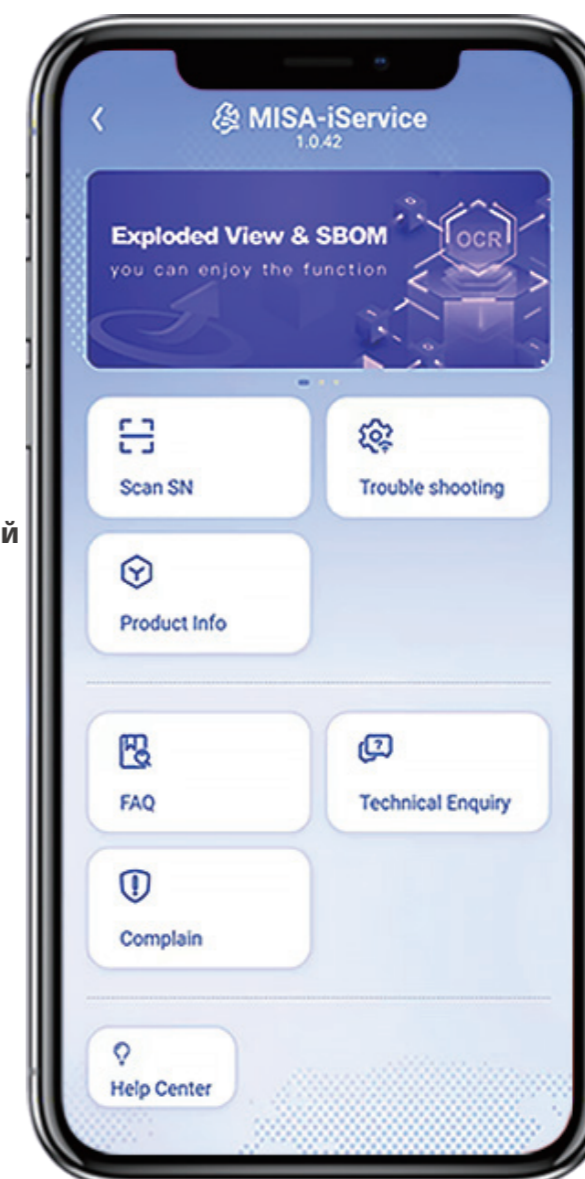 MISA-iService
1.0.42
Exploded View & SBOM
you can enjoy the function
OCR
Scan SN
Trouble shooting
й
Product Info
FAQ
Technical Enquiry
Complain
Help Center